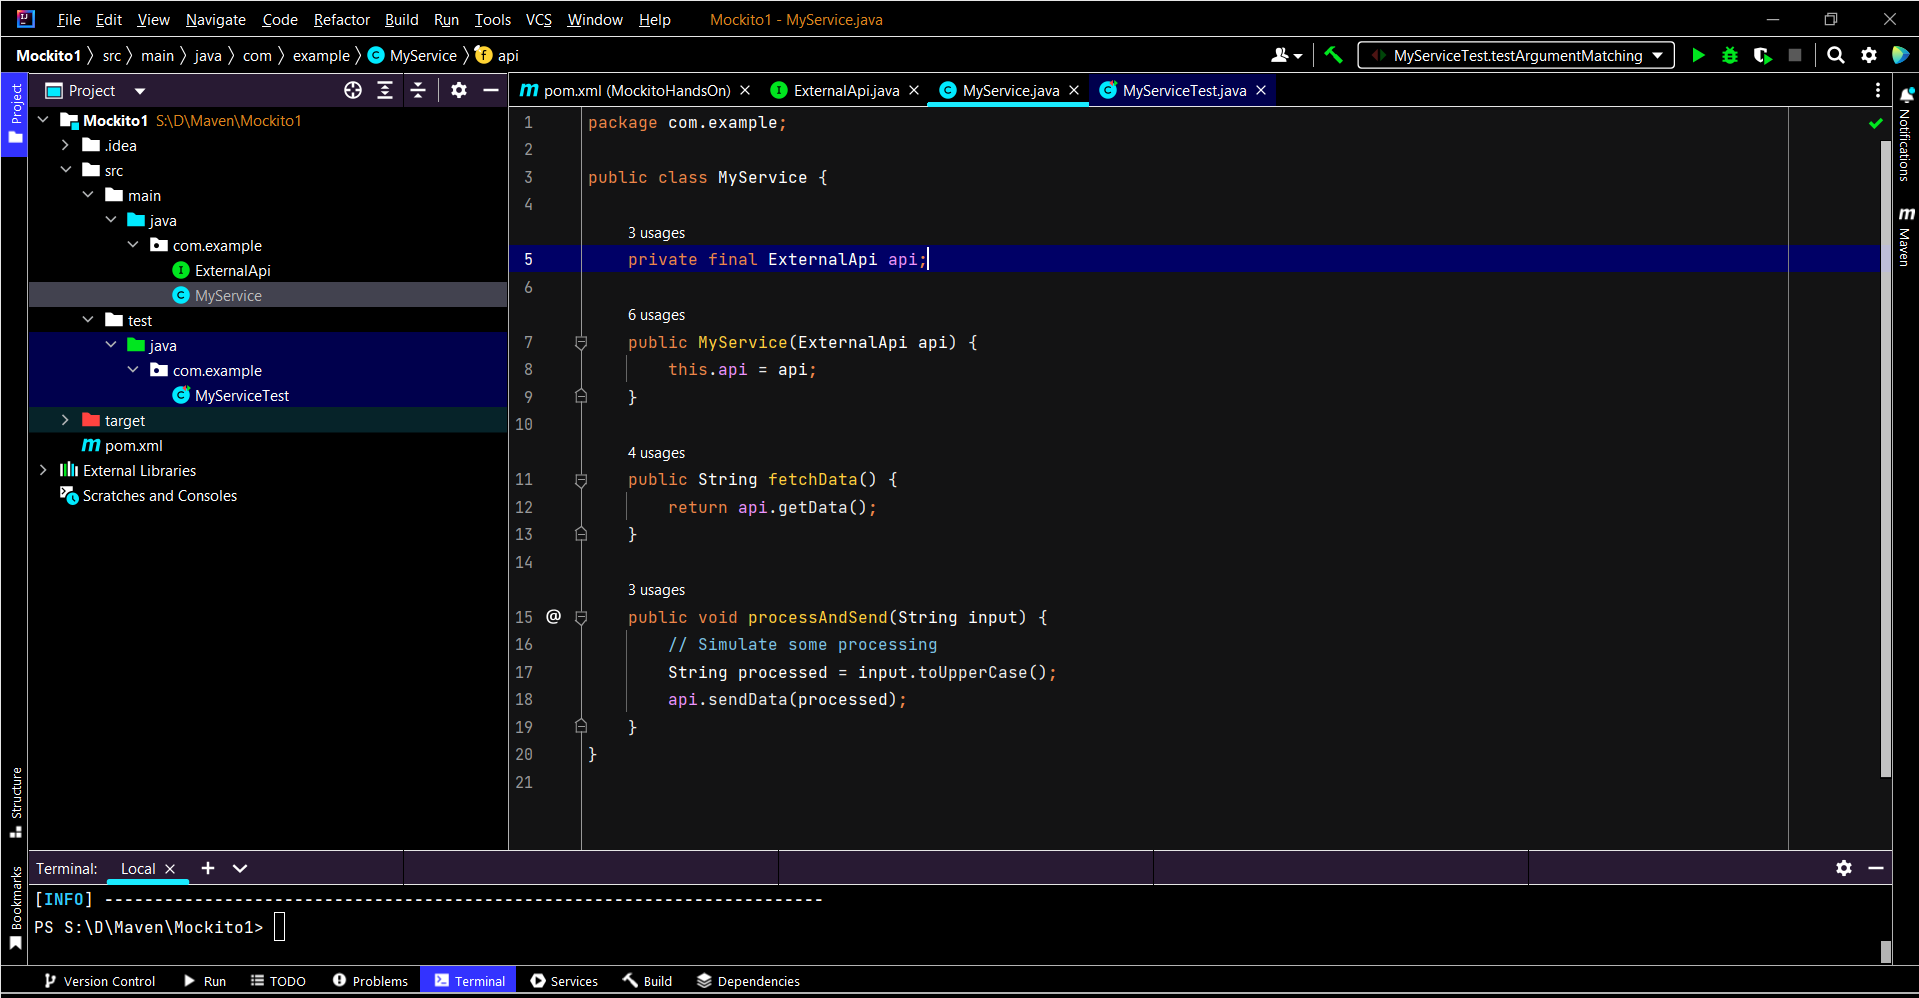 File Edit View Navigate Code Refactor Build Run Tools VCS Window Help Mockito1 - MyService.java
Mockito1 src main java com example MyService api
MyServiceTest.testArgumentMatching
Project
pom.xml (MockitoHandsOn) ExternalApi.java MyService.java MyServiceTest.java
Project
Mockito1 S:\D\Maven\Mockito1
.idea
src
main
java
com.example
ExternalApi
MyService
test
java
com.example
MyServiceTest
target
pom.xml
External Libraries
Scratches and Consoles
1 package com.example;
2
3 public class MyService {
4
3 usages
5 private final ExternalApi api;
6
6 usages
7 public MyService(ExternalApi api) {
8 this.api = api;
9 }
10
4 usages
11 public String fetchData() {
12 return api.getData();
13 }
14
3 usages
15 @ public void processAndSend(String input) {
16 // Simulate some processing
17 String processed = input.toUpperCase();
18 api.sendData(processed);
19 }
20 }
21
Notifications
Maven
Structure
Bookmarks
Terminal: Local
[INFO] ------------------------------------------------------------------------
PS S:\D\Maven\Mockito1>
Version Control Run TODO Problems Terminal Services Build Dependencies